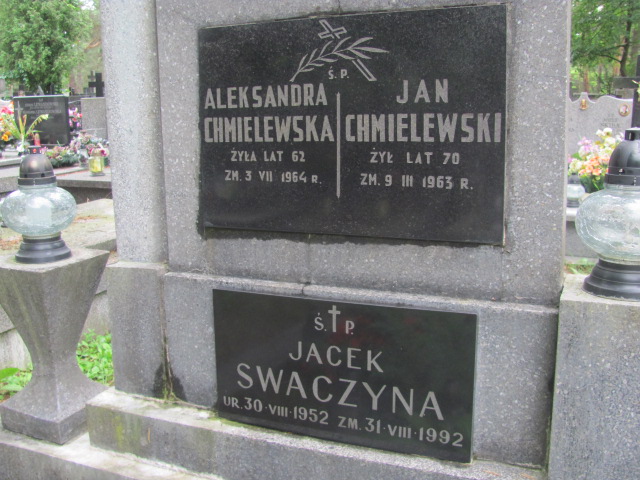 Ś.P.
ALEKSANDRA
CHMIELEWSKA
ŻYŁA LAT 62
ZM. 3 VII 1964 R.
JAN
CHMIELEWSKI
ŻYŁ LAT 70
ZM. 9 III 1963 R.
Ś.†P.
JACEK
SWACZYNA
UR. 30·VIII·1952 ZM. 31·VIII·1992